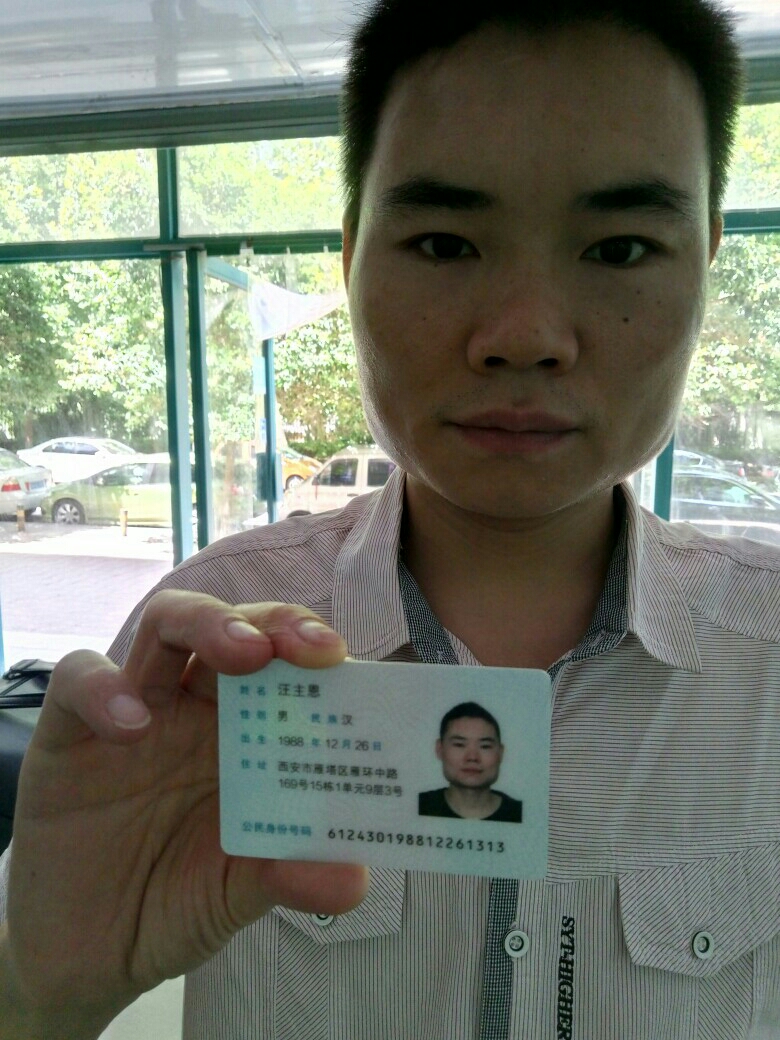 姓名 汪主恩
性别 男 民族 汉
出生 1988 年 12 月 26 日
住址 西安市雁塔区雁环中路
169号15栋1单元9层3号
公民身份号码 612430198812261313